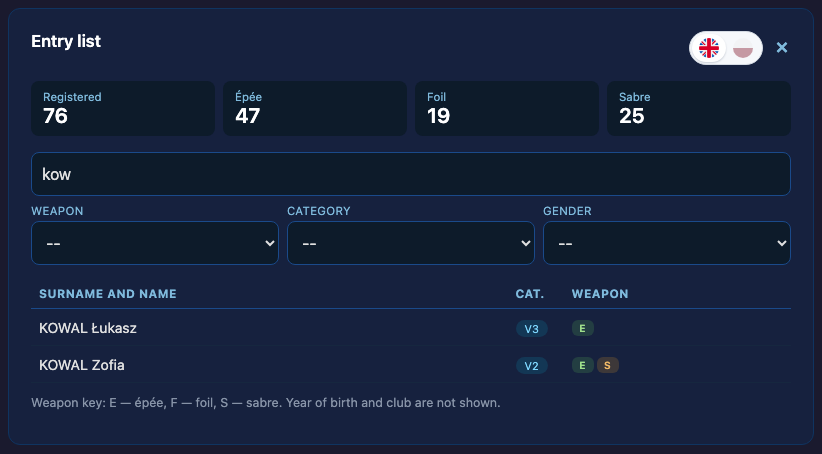 Entry list
✕
Registered Épée Foil Sabre
76 47 19 25
kow
WEAPON CATEGORY GENDER
-- -- --
SURNAME AND NAME CAT. WEAPON
KOWAL Łukasz V3 E
KOWAL Zofia V2 E S
Weapon key: E — épée, F — foil, S — sabre. Year of birth and club are not shown.